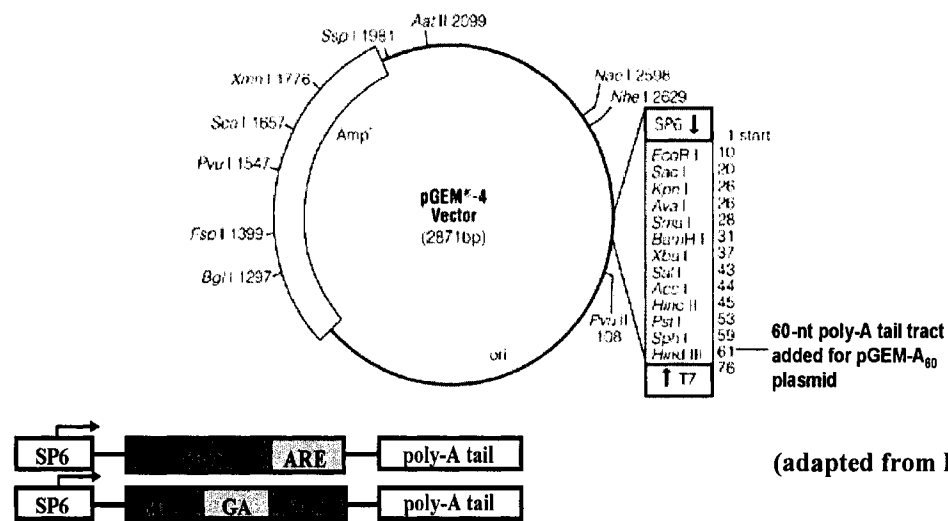 Aat II 2099
Ssp I 1981
Xmn I 1776
Sca I 1657
Pvu I 1547
Fsp I 1399
Bgl I 1297
Amp^r
pGEM®-4
Vector
(2871bp)
ori
Nae I 2598
Nhe I 2629
Pvu II
108
SP6 ↓
1 start
EcoR I 10
Sac I 20
Kpn I 26
Ava I 26
Sma I 28
BamH I 31
Xba I 37
Sal I 43
Acc I 44
Hinc II 45
Pst I 53
Sph I 59
Hind III 61
↑ T7
76
60-nt poly-A tail tract
added for pGEM-A₆₀
plasmid
SP6 ARE poly-A tail
SP6 GA poly-A tail
(adapted from